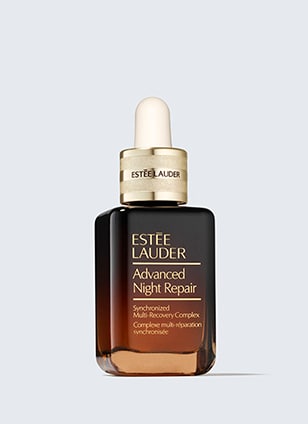 ESTĒE LAUDER
ESTĒE
LAUDER
Advanced
Night Repair
Synchronized
Multi-Recovery Complex
Complexe multi-réparation
synchronisée